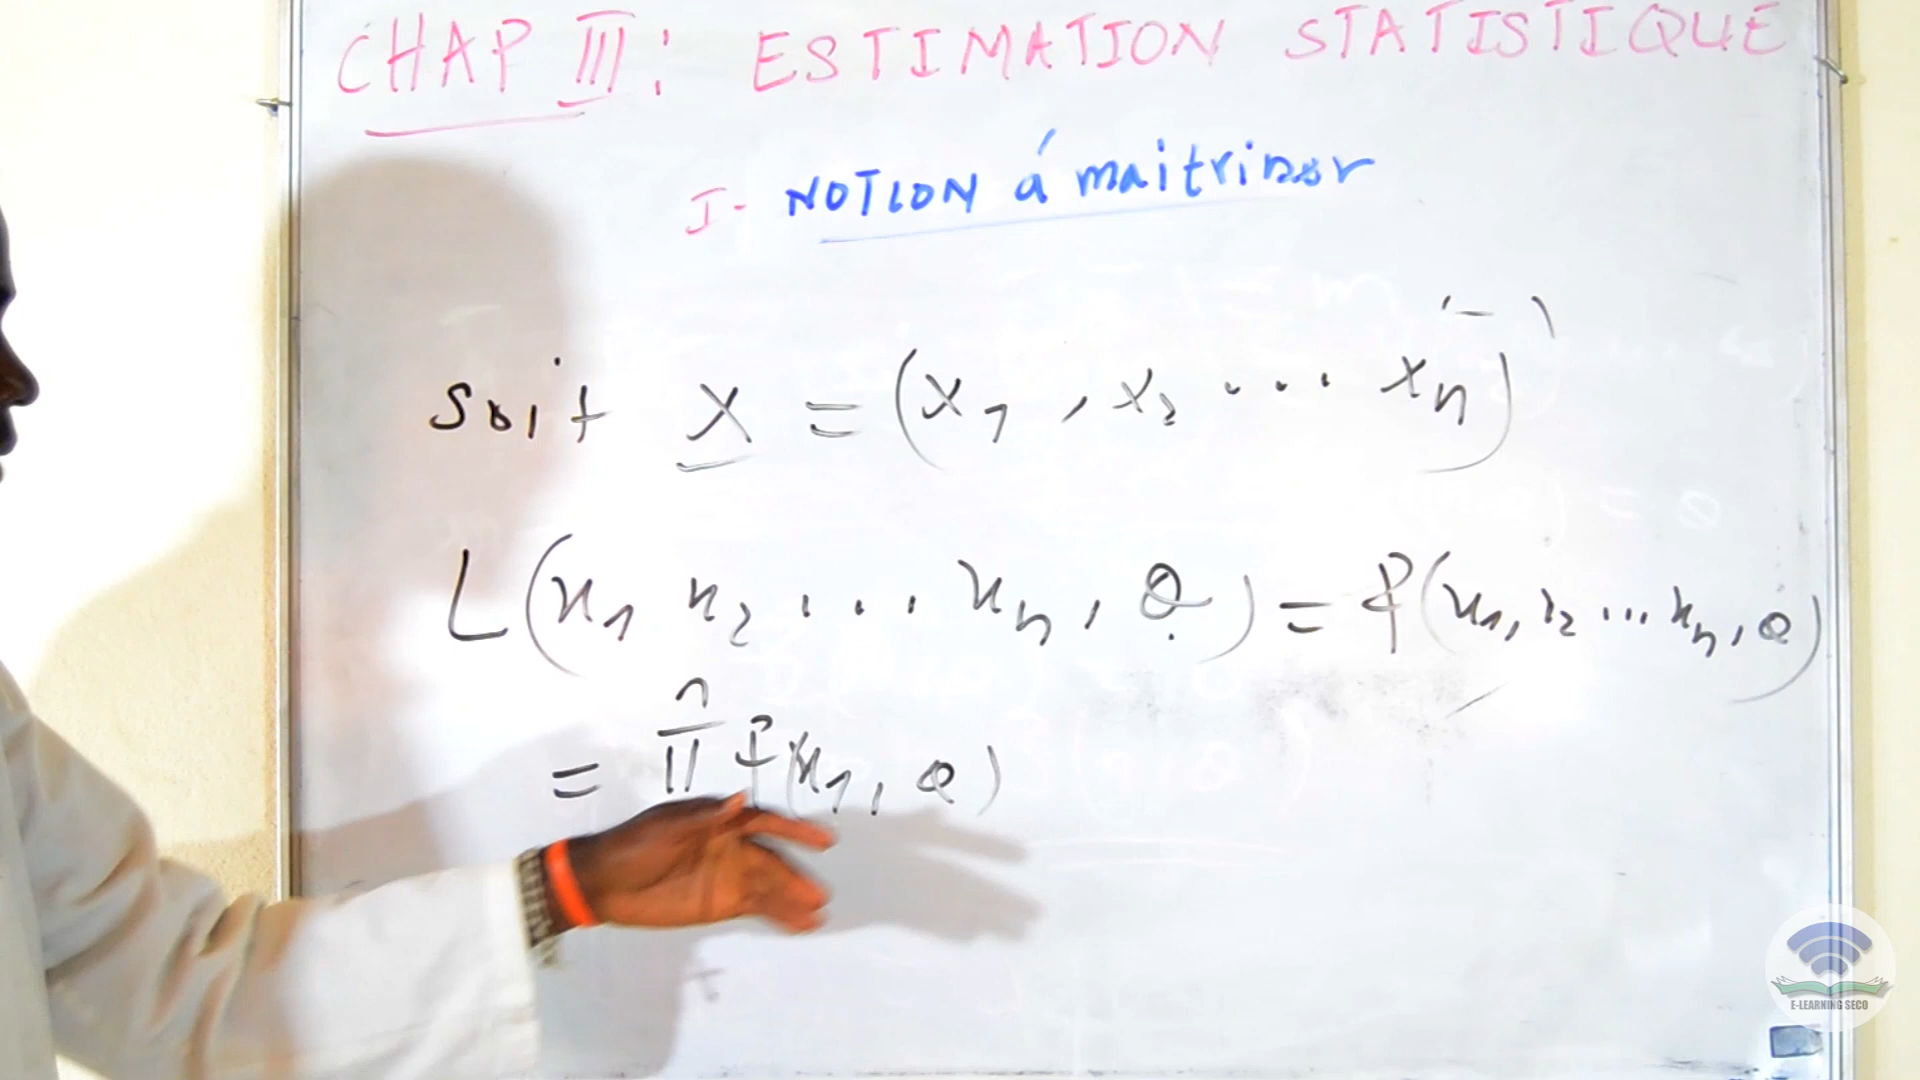 CHAP III: ESTIMATION STATISTIQUE
I- NOTION á maitriser
Soit X = (x1, x2 ... xn)
L(x1 x2 ... xn, θ) = f(x1, x2 ... xn, θ)
= Π f(x1, θ)
E-LEARNING SECO